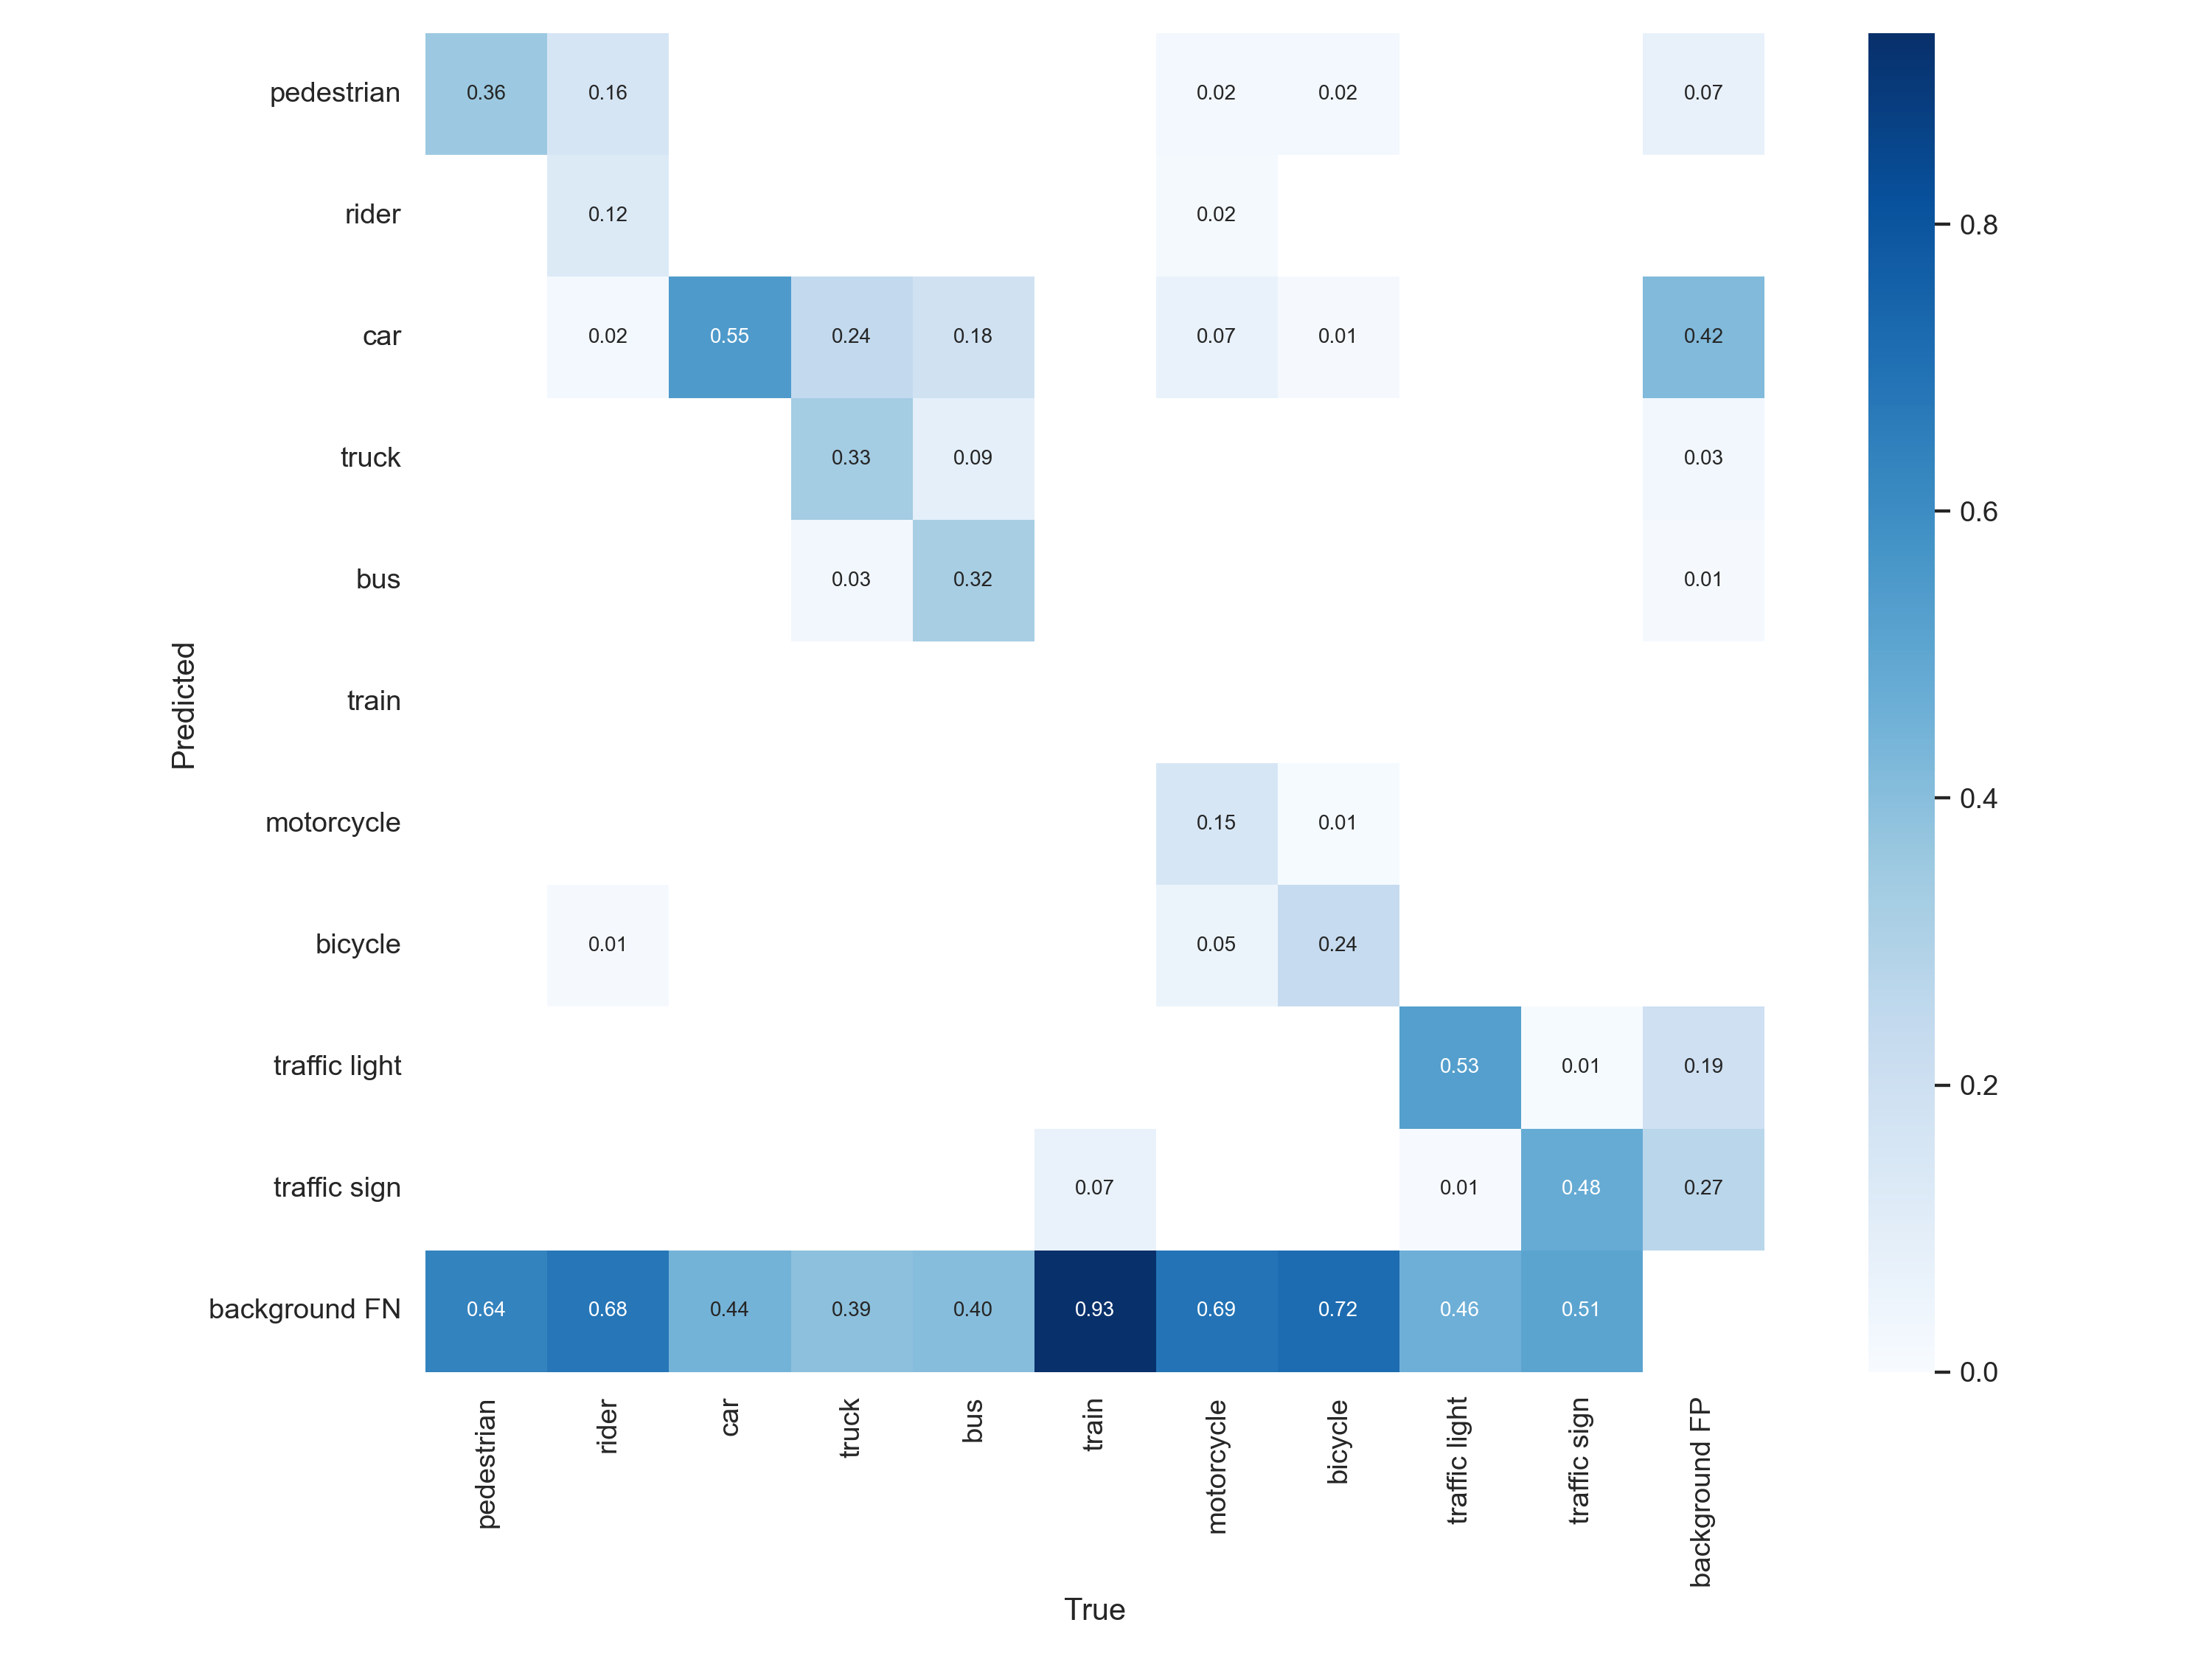 pedestrian 0.36 0.16 0.02 0.02 0.07
rider 0.12 0.02
0.8
car 0.02 0.55 0.24 0.18 0.07 0.01 0.42
truck 0.33 0.09 0.03
0.6
bus 0.03 0.32 0.01
Predicted
train
motorcycle 0.15 0.01
0.4
bicycle 0.01 0.05 0.24
traffic light 0.53 0.01 0.19
0.2
traffic sign 0.07 0.01 0.48 0.27
background FN 0.64 0.68 0.44 0.39 0.40 0.93 0.69 0.72 0.46 0.51
0.0
pedestrian
rider
car
truck
bus
train
motorcycle
bicycle
traffic light
traffic sign
background FP
True